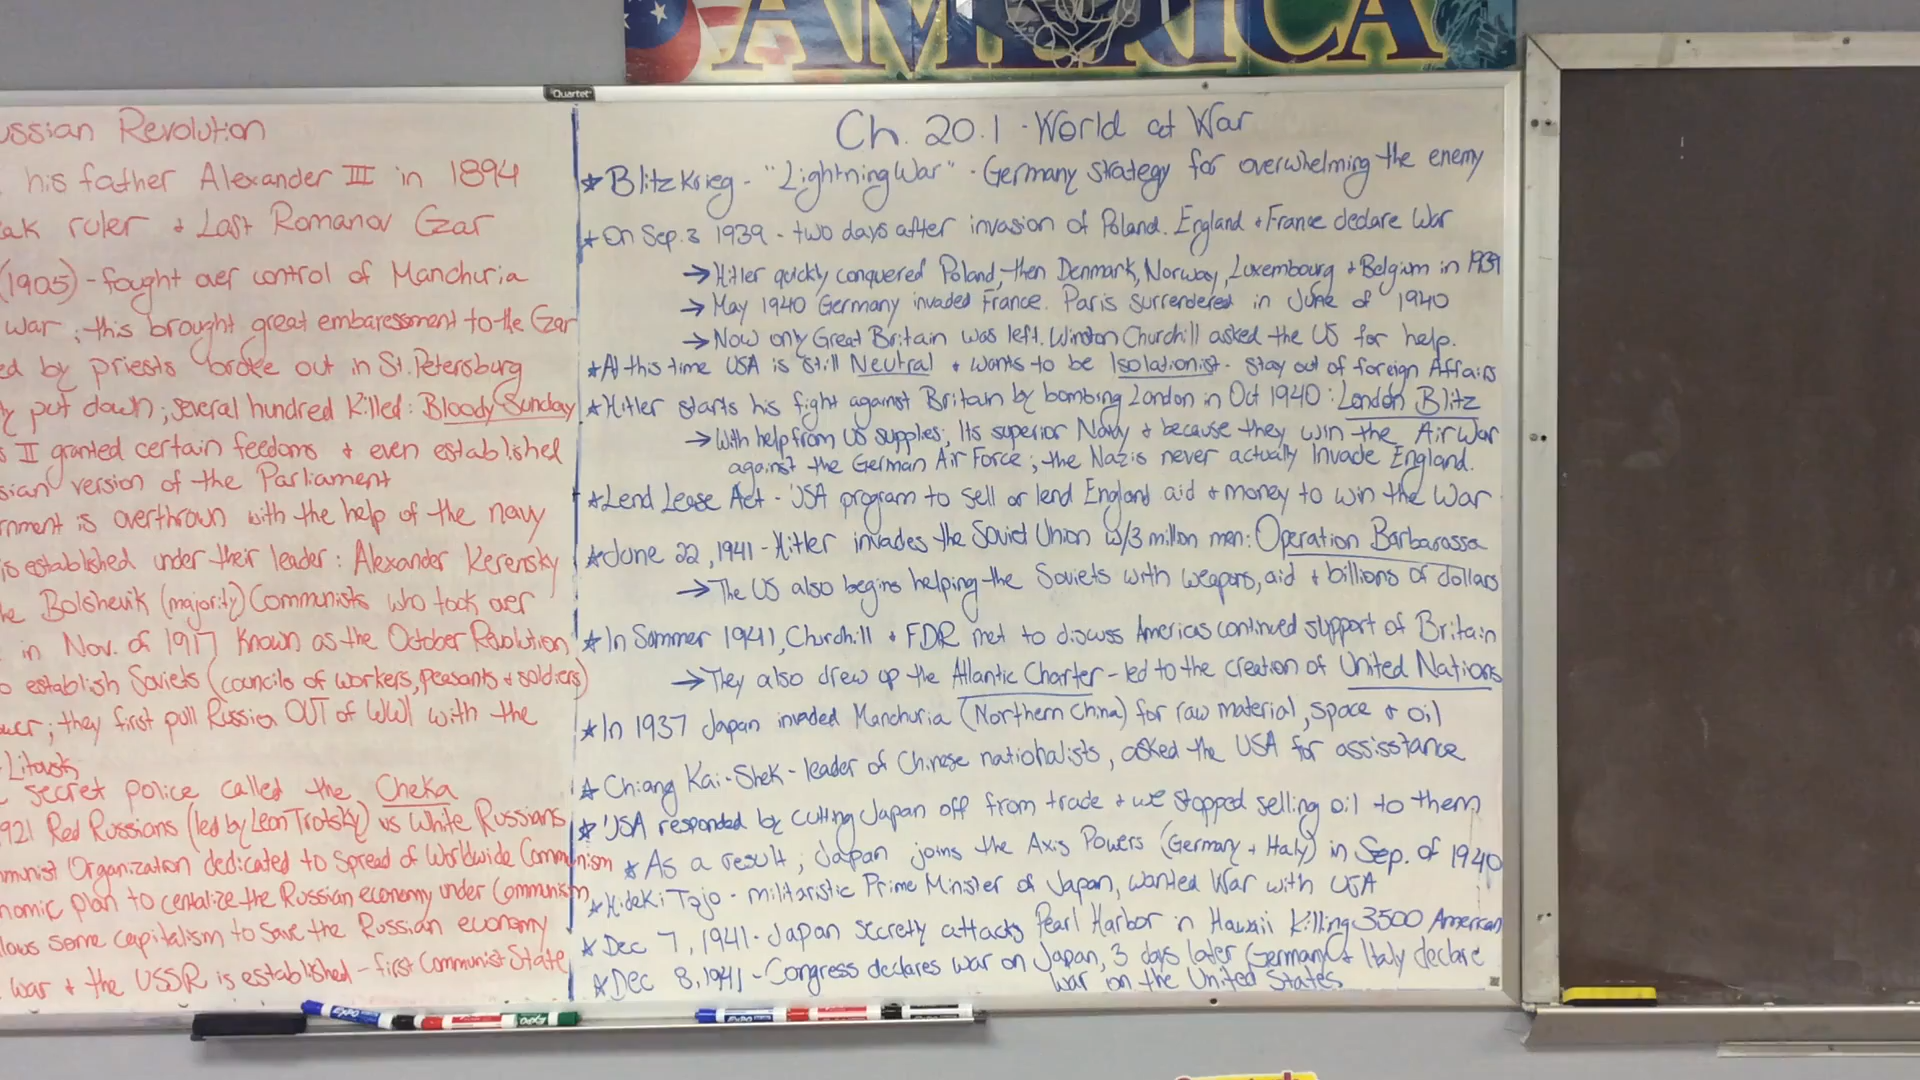 AMERICA
Quartet
ussian Revolution
his father Alexander III in 1894
ak ruler + Last Romanov Czar
(1905) - fought over control of Manchuria
war ; this brought great embaressment to the Czar
ed by priests broke out in St. Petersburg
y put down; several hundred killed: Bloody Sunday
s II granted certain feedoms + even established
sian version of the Parliament
rnment is overthrown with the help of the navy
is established under their leader : Alexander Kerensky
he Bolshevik (majority) Communists who took over
in Nov. of 1917 known as the October Revolution
o establish Soviets (councils of workers, peasants + soldiers)
ower; they first pull Russia OUT of WWI with the
- Litovsk
secret police called the Cheka
921 Red Russians (led by Leon Trotsky) vs White Russians
mmunist Organization dedicated to spread of Worldwide Communism
nomic plan to centalize the Russian economy under Communism
llows some capitalism to save the Russian economy
war + the USSR is established - first Communist State
Ch. 20.1 - World at War
* Blitzkrieg - "Lightning War" - Germany strategy for overwhelming the enemy
* On Sep. 3 1939 - two days after invasion of Poland. England + France declare War
→ Hitler quickly conquered Poland, then Denmark, Norway, Luxembourg + Belgium in 1939
→ May 1940 Germany invaded France. Paris surrendered in June of 1940
→ Now only Great Britain was left. Winston Churchill asked the US for help.
* At this time USA is still Neutral + wants to be Isolationist - stay out of foreign Affairs
* Hitler starts his fight against Britain by bombing London in Oct 1940 : London Blitz
→ With help from US supplies; Its superior Navy + because they win the Air War
against the German Air Force ; the Nazis never actually Invade England.
* Lend Lease Act - USA program to sell or lend England aid + money to win the War
* June 22, 1941 - Hitler invades the Soviet Union w/3 millon men: Operation Barbarossa
→ The US also begins helping the Soviets with weapons, aid + billions of dollars
* In Sommer 1941, Churchill + FDR met to discuss Americas continued support of Britain
→ They also drew up the Atlantic Charter - led to the creation of United Nations
* In 1937 Japan invaded Manchuria (Northern China) for raw material, space + oil
* Chiang Kai-Shek - leader of Chinese nationalists, asked the USA for assisstance
* USA responded by cutting Japan off from trade + we stopped selling oil to them
* As a result ; Japan joins the Axis Powers (Germany + Italy) in Sep. of 1940
* Hideki Tojo - militaristic Prime Minister of Japan, wanted War with USA
* Dec 7, 1941 - Japan secretly attacks Pearl Harbor in Hawaii killing 3500 American
* Dec 8, 1941 - Congress declares war on Japan, 3 days later Germany + Italy declare
war on the United States
EXPO
EXPO
EXPO